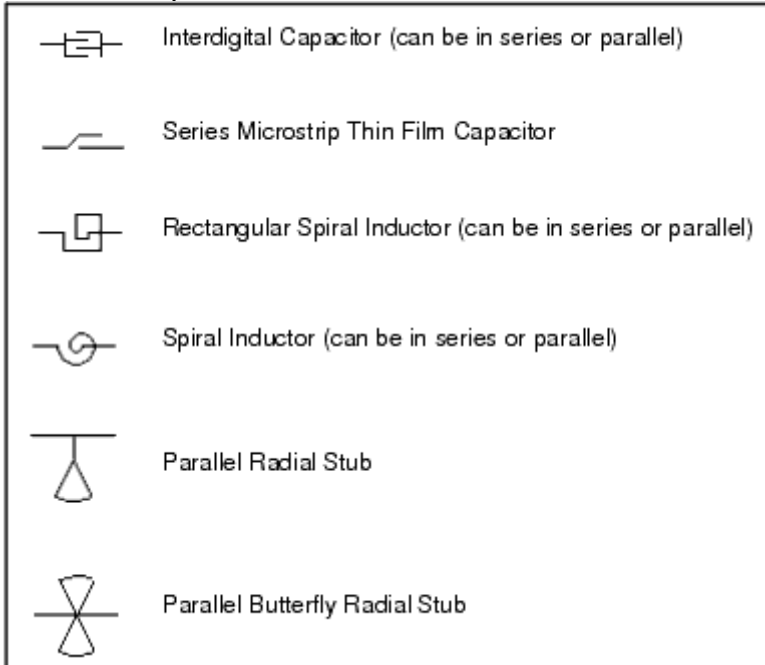 Interdigital Capacitor (can be in series or parallel)
Series Microstrip Thin Film Capacitor
Rectangular Spiral Inductor (can be in series or parallel)
Spiral Inductor (can be in series or parallel)
Parallel Radial Stub
Parallel Butterfly Radial Stub